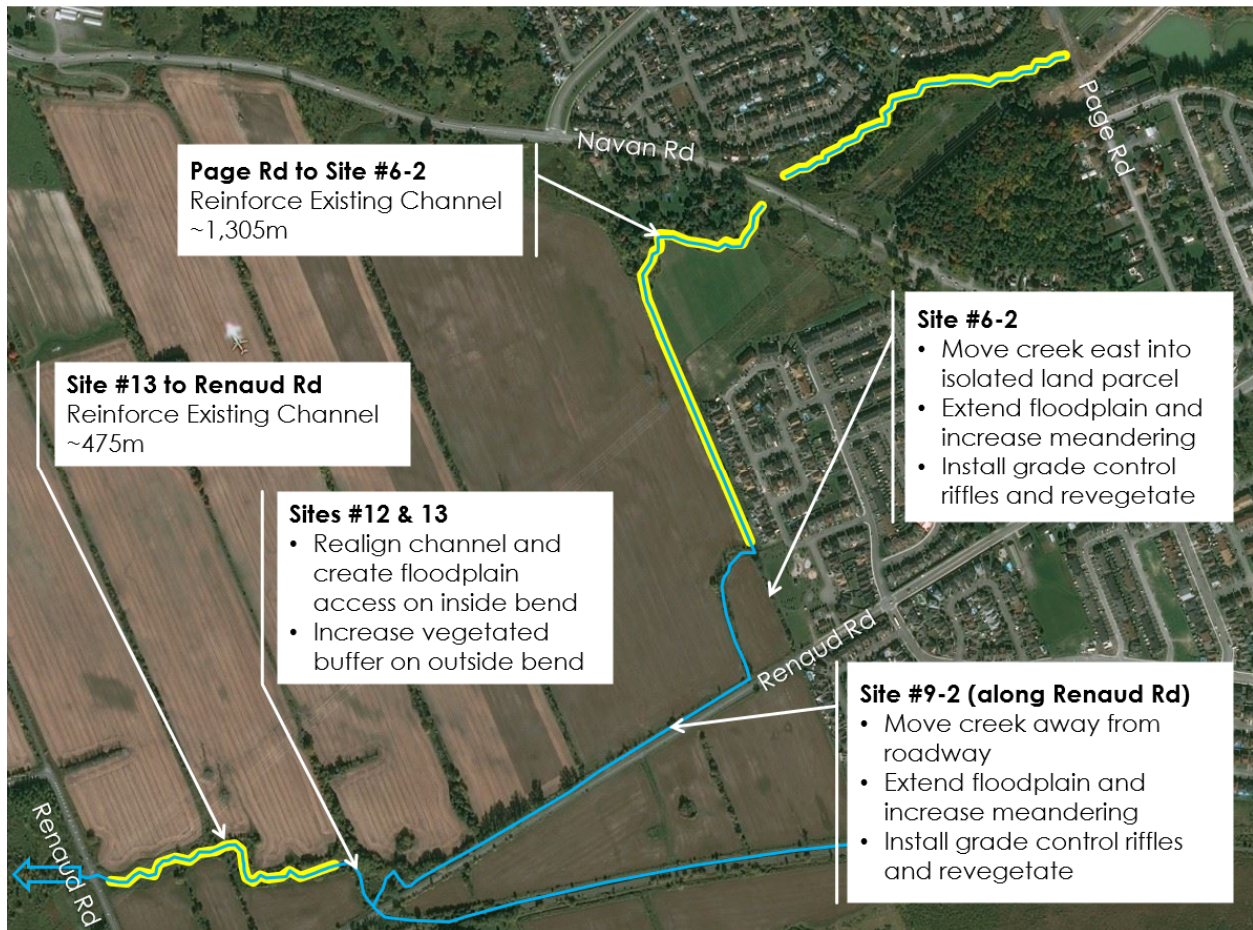 Navan Rd
Page Rd
Page Rd to Site #6-2
Reinforce Existing Channel
~1,305m
Site #6-2
• Move creek east into
isolated land parcel
• Extend floodplain and
increase meandering
• Install grade control
riffles and revegetate
Site #13 to Renaud Rd
Reinforce Existing Channel
~475m
Sites #12 & 13
• Realign channel and
create floodplain
access on inside bend
• Increase vegetated
buffer on outside bend
Renaud Rd
Site #9-2 (along Renaud Rd)
• Move creek away from
roadway
• Extend floodplain and
increase meandering
• Install grade control riffles
and revegetate
Renaud Rd